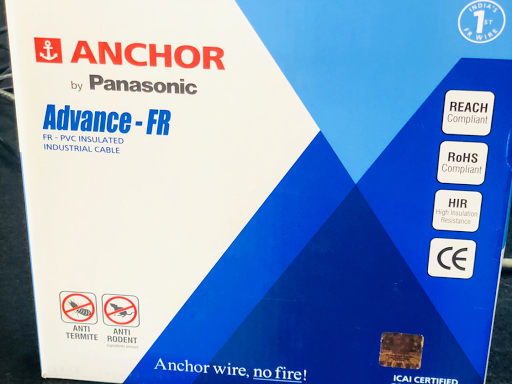 INDIA'S
1ST
FR WIRE
ANCHOR
by Panasonic
Advance - FR
FR - PVC INSULATED
INDUSTRIAL CABLE
REACH
Compliant
RoHS
Compliant
HIR
High Insulation
Resistance
CE
ANTI
TERMITE
ANTI
RODENT
Anchor wire, no fire!
ICAI CERTIFIED